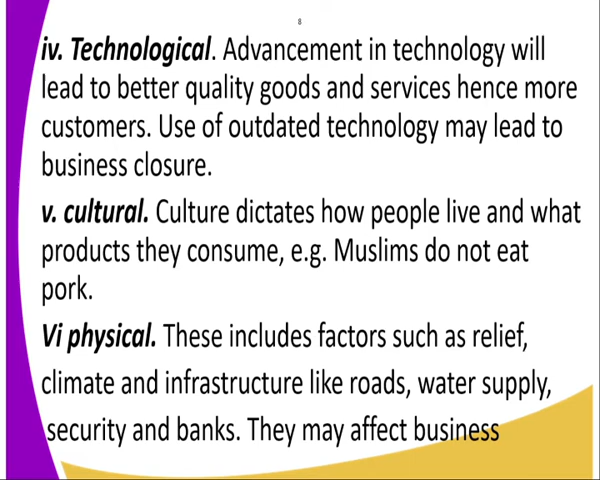 8
iv. Technological. Advancement in technology will
lead to better quality goods and services hence more
customers. Use of outdated technology may lead to
business closure.
v. cultural. Culture dictates how people live and what
products they consume, e.g. Muslims do not eat
pork.
Vi physical. These includes factors such as relief,
climate and infrastructure like roads, water supply,
security and banks. They may affect business